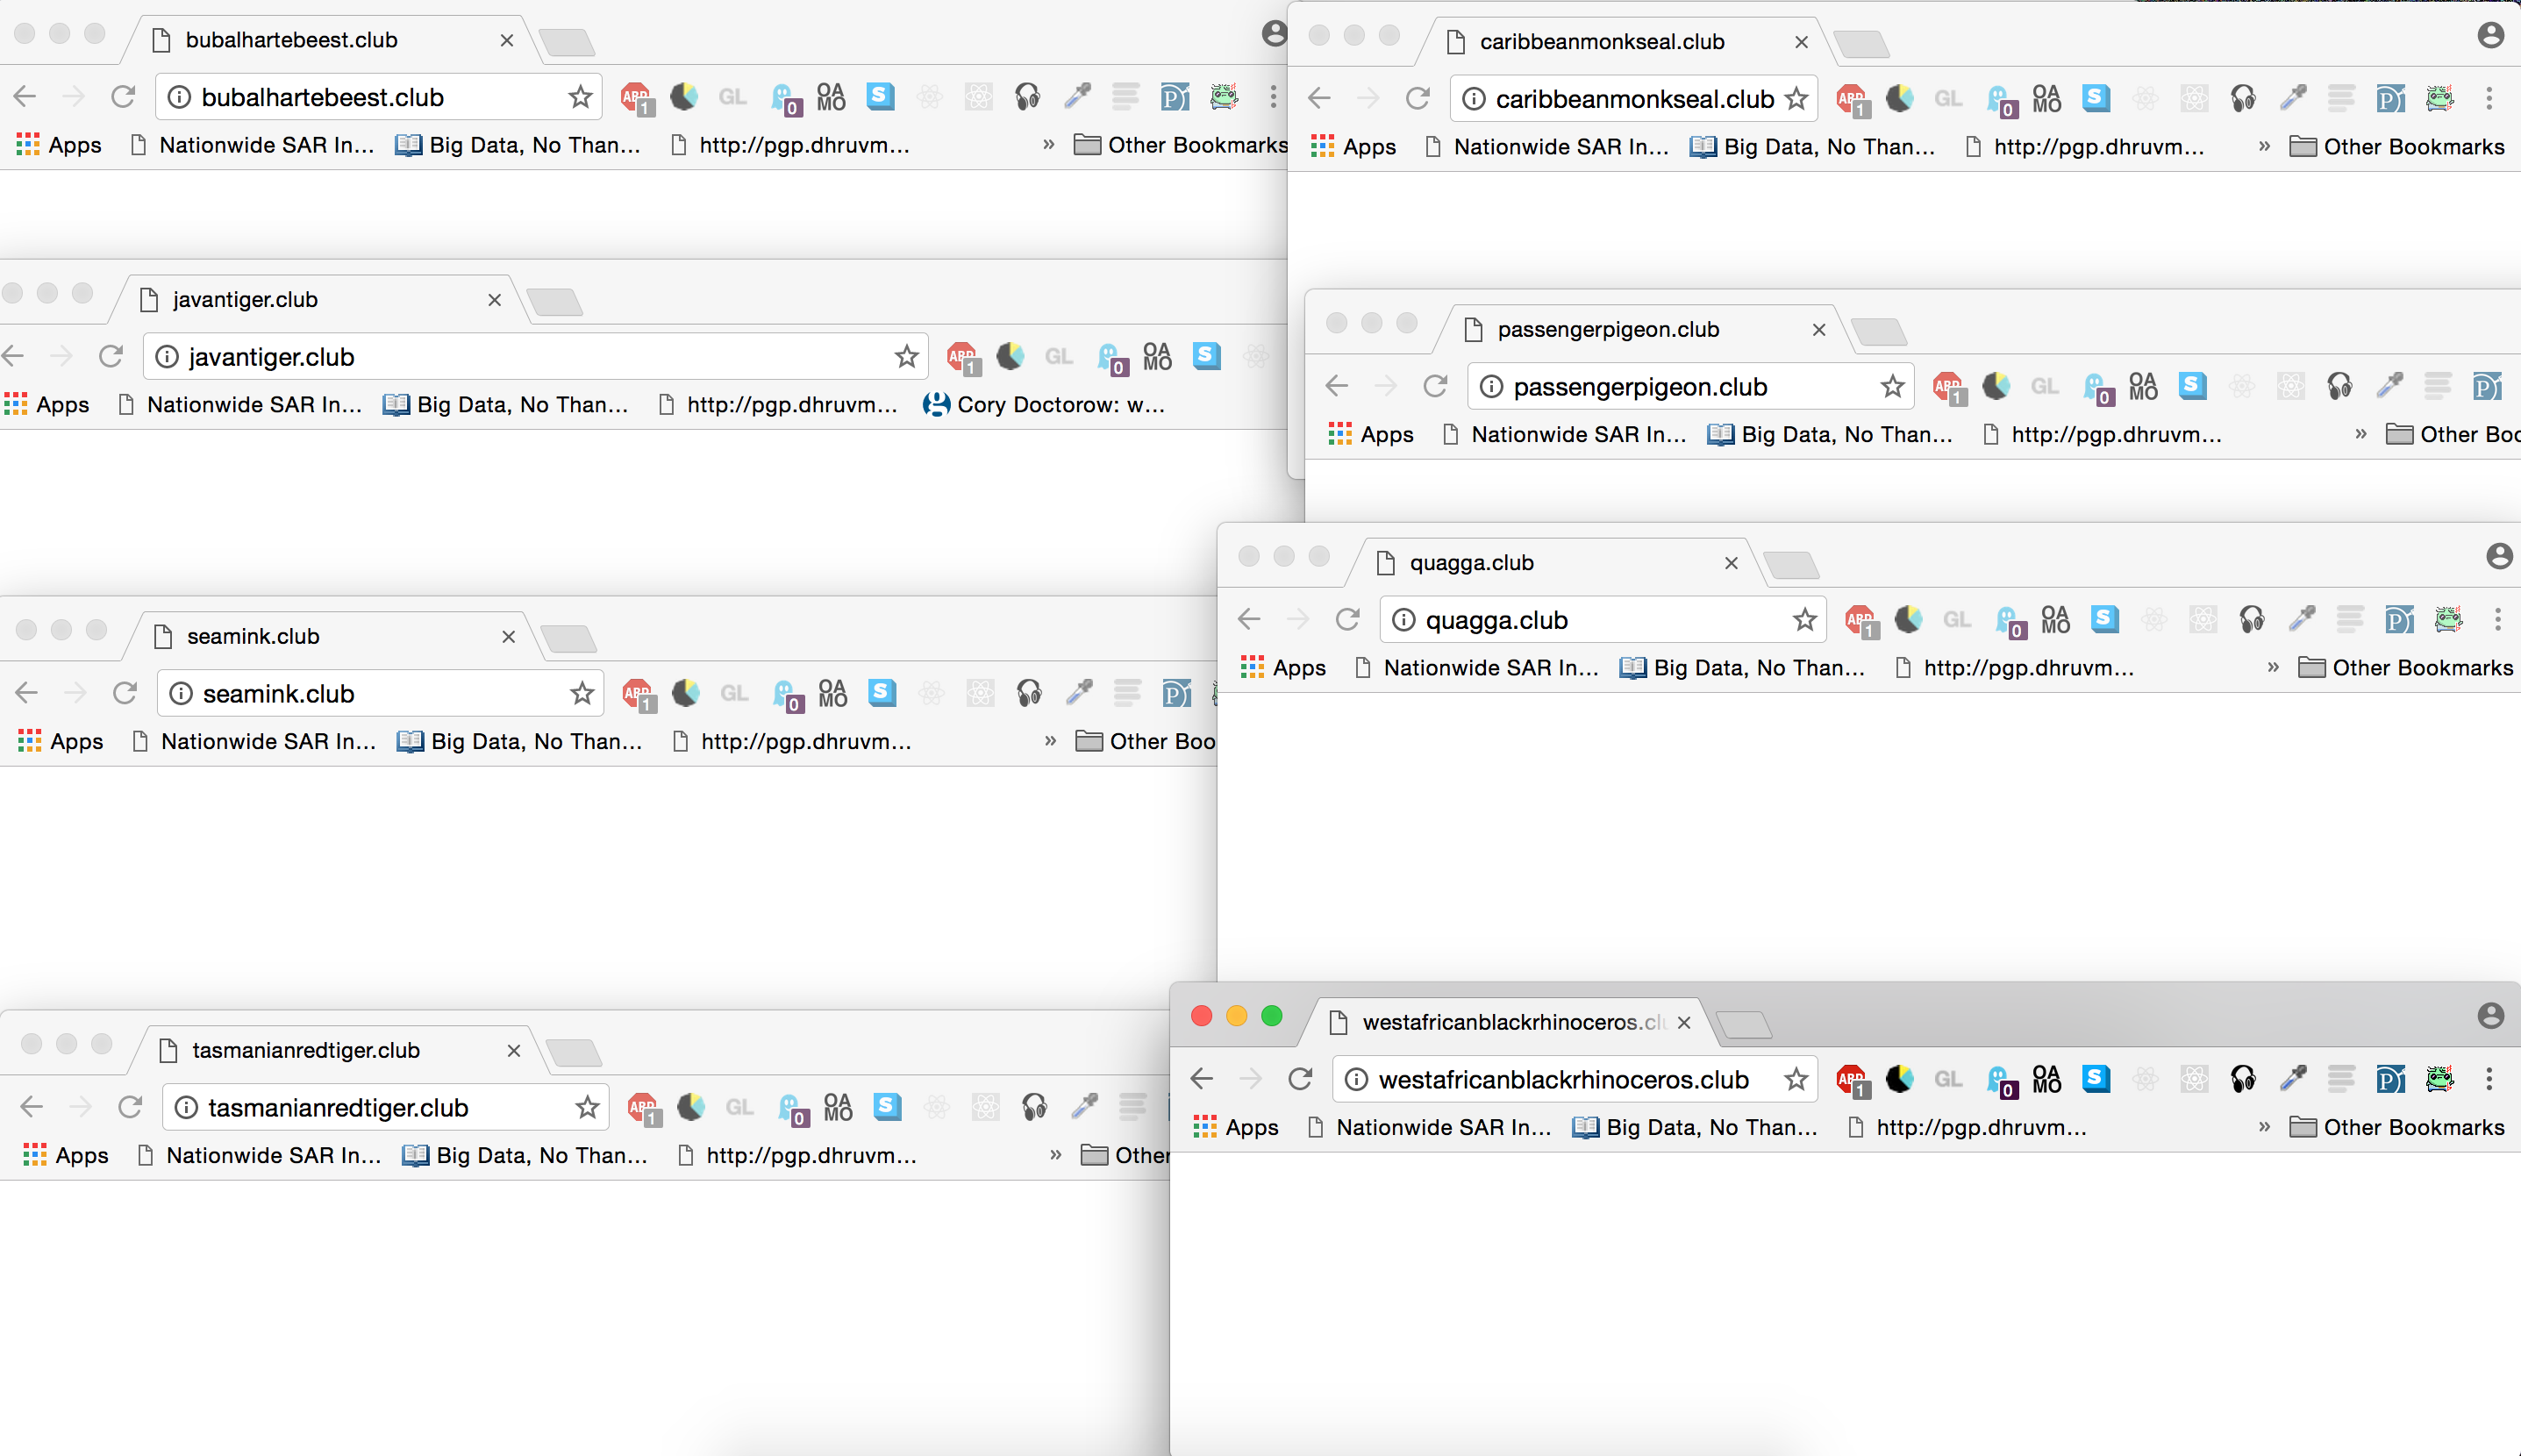 bubalhartebeest.club
bubalhartebeest.club
ABP 1 GL 0 OA MO S P
Apps Nationwide SAR In... Big Data, No Than... http://pgp.dhruvm... » Other Bookmarks
caribbeanmonkseal.club
caribbeanmonkseal.club
ABP 1 GL 0 OA MO S P
Apps Nationwide SAR In... Big Data, No Than... http://pgp.dhruvm... » Other Bookmarks
javantiger.club
javantiger.club
ABP 1 GL 0 OA MO S
Apps Nationwide SAR In... Big Data, No Than... http://pgp.dhruvm... Cory Doctorow: w...
passengerpigeon.club
passengerpigeon.club
ABP 1 GL 0 OA MO S P
Apps Nationwide SAR In... Big Data, No Than... http://pgp.dhruvm... » Other Boo
quagga.club
quagga.club
ABP 1 GL 0 OA MO S P
Apps Nationwide SAR In... Big Data, No Than... http://pgp.dhruvm... » Other Bookmarks
seamink.club
seamink.club
ABP 1 GL 0 OA MO S P
Apps Nationwide SAR In... Big Data, No Than... http://pgp.dhruvm... » Other Boo
tasmanianredtiger.club
tasmanianredtiger.club
ABP 1 GL 0 OA MO S
Apps Nationwide SAR In... Big Data, No Than... http://pgp.dhruvm... » Other
westafricanblackrhinoceros.cl
westafricanblackrhinoceros.club
ABP 1 GL 0 OA MO S P
Apps Nationwide SAR In... Big Data, No Than... http://pgp.dhruvm... » Other Bookmarks